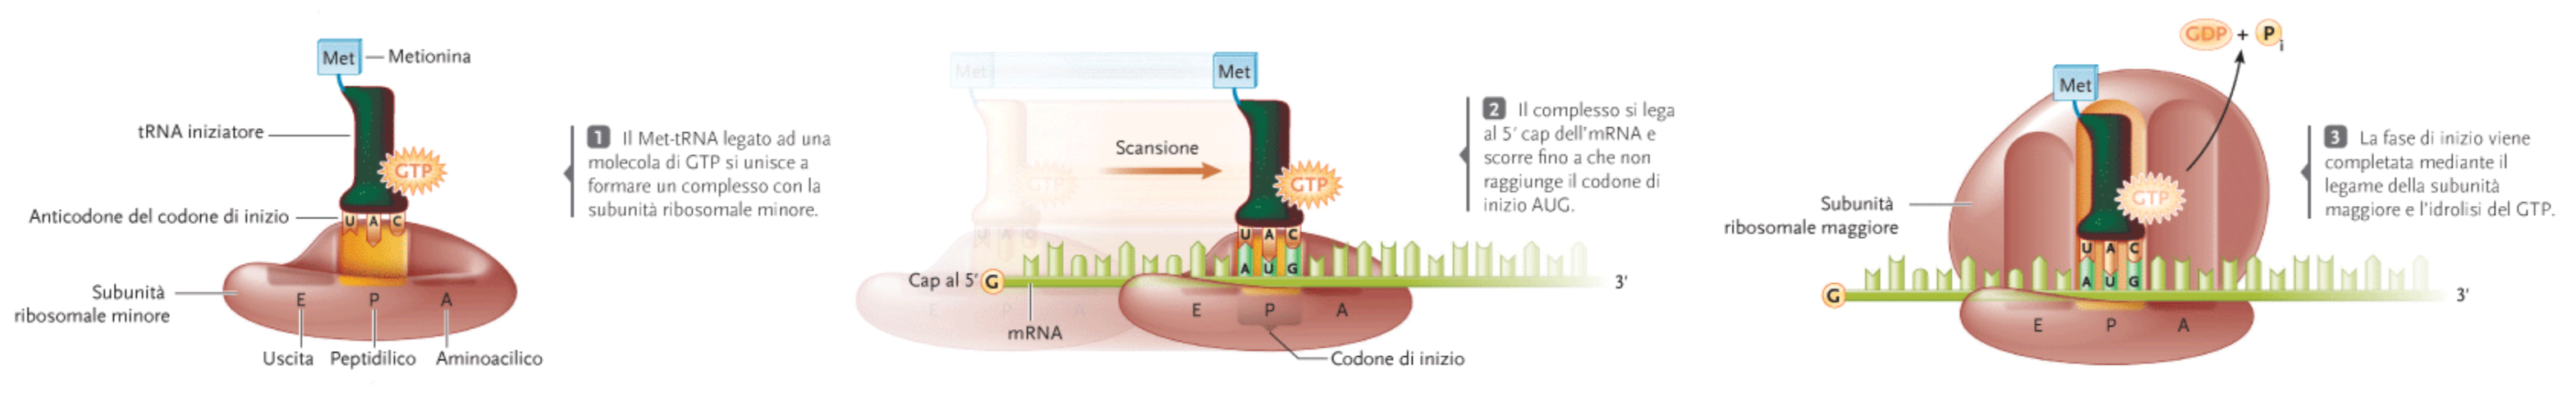 Met
Metionina
tRNA iniziatore
GTP
Anticodone del codone di inizio
U A C
Subunità
ribosomale minore
E P A
Uscita Peptidilico Aminoacilico
1 Il Met-tRNA legato ad una
molecola di GTP si unisce a
formare un complesso con la
subunità ribosomale minore.
Met
Met
Scansione
GTP
GTP
U A C
U A C
A U G
Cap al 5' G
3'
E P A
E P A
mRNA
Codone di inizio
2 Il complesso si lega
al 5' cap dell'mRNA e
scorre fino a che non
raggiunge il codone di
inizio AUG.
GDP + Pi
Met
GTP
Subunità
ribosomale maggiore
U A C
A U G
G
3'
E P A
3 La fase di inizio viene
completata mediante il
legame della subunità
maggiore e l'idrolisi del GTP.